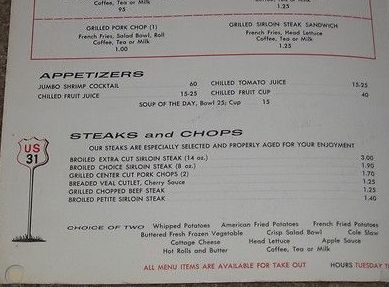 Coffee, Tea or Milk
95
Coffee, Tea or Milk
1.25
GRILLED PORK CHOP (1)
French Fries, Salad Bowl, Roll
Coffee, Tea or Milk
1.00
GRILLED SIRLOIN STEAK SANDWICH
French Fries, Head Lettuce
Coffee, Tea or Milk
1.25
APPETIZERS
JUMBO SHRIMP COCKTAIL 60
CHILLED FRUIT JUICE 15-25
CHILLED TOMATO JUICE 15-25
CHILLED FRUIT CUP 40
SOUP OF THE DAY, Bowl 25; Cup 15
US
31
STEAKS and CHOPS
OUR STEAKS ARE ESPECIALLY SELECTED AND PROPERLY AGED FOR YOUR ENJOYMENT
BROILED EXTRA CUT SIRLOIN STEAK (14 oz.) 3.00
BROILED CHOICE SIRLOIN STEAK (8 oz.) 1.90
GRILLED CENTER CUT PORK CHOPS (2) 1.70
BREADED VEAL CUTLET, Cherry Sauce 1.25
GRILLED CHOPPED BEEF STEAK 1.25
BROILED PETITE SIRLOIN STEAK 1.40
CHOICE OF TWO Whipped Potatoes American Fried Potatoes French Fried Potatoes
Buttered Fresh Frozen Vegetable Crisp Salad Bowl Cole Slaw
Cottage Cheese Head Lettuce Apple Sauce
Hot Rolls and Butter Coffee, Tea or Milk
ALL MENU ITEMS ARE AVAILABLE FOR TAKE OUT HOURS TUESDAY